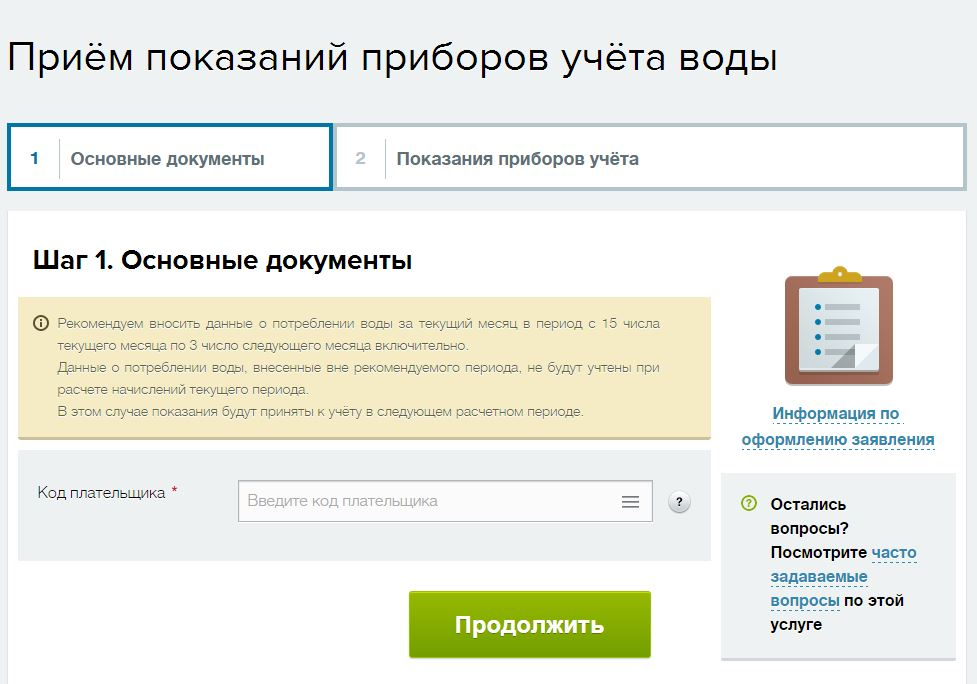 Приём показаний приборов учёта воды
1 Основные документы
2 Показания приборов учёта
Шаг 1. Основные документы
Рекомендуем вносить данные о потреблении воды за текущий месяц в период с 15 числа
текущего месяца по 3 число следующего месяца включительно.
Данные о потреблении воды, внесенные вне рекомендуемого периода, не будут учтены при
расчете начислений текущего периода.
В этом случае показания будут приняты к учёту в следующем расчетном периоде.
Код плательщика *
Введите код плательщика
?
Продолжить
Информация по
оформлению заявления
? Остались
вопросы?
Посмотрите часто
задаваемые
вопросы по этой
услуге